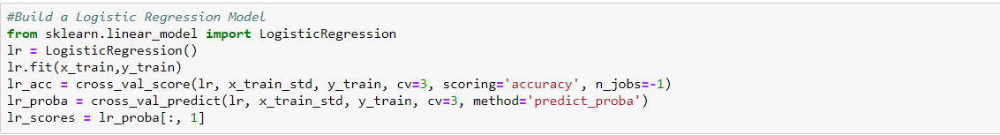 #Build a Logistic Regression Model
from sklearn.linear_model import LogisticRegression
lr = LogisticRegression()
lr.fit(x_train,y_train)
lr_acc = cross_val_score(lr, x_train_std, y_train, cv=3, scoring='accuracy', n_jobs=-1)
lr_proba = cross_val_predict(lr, x_train_std, y_train, cv=3, method='predict_proba')
lr_scores = lr_proba[:, 1]